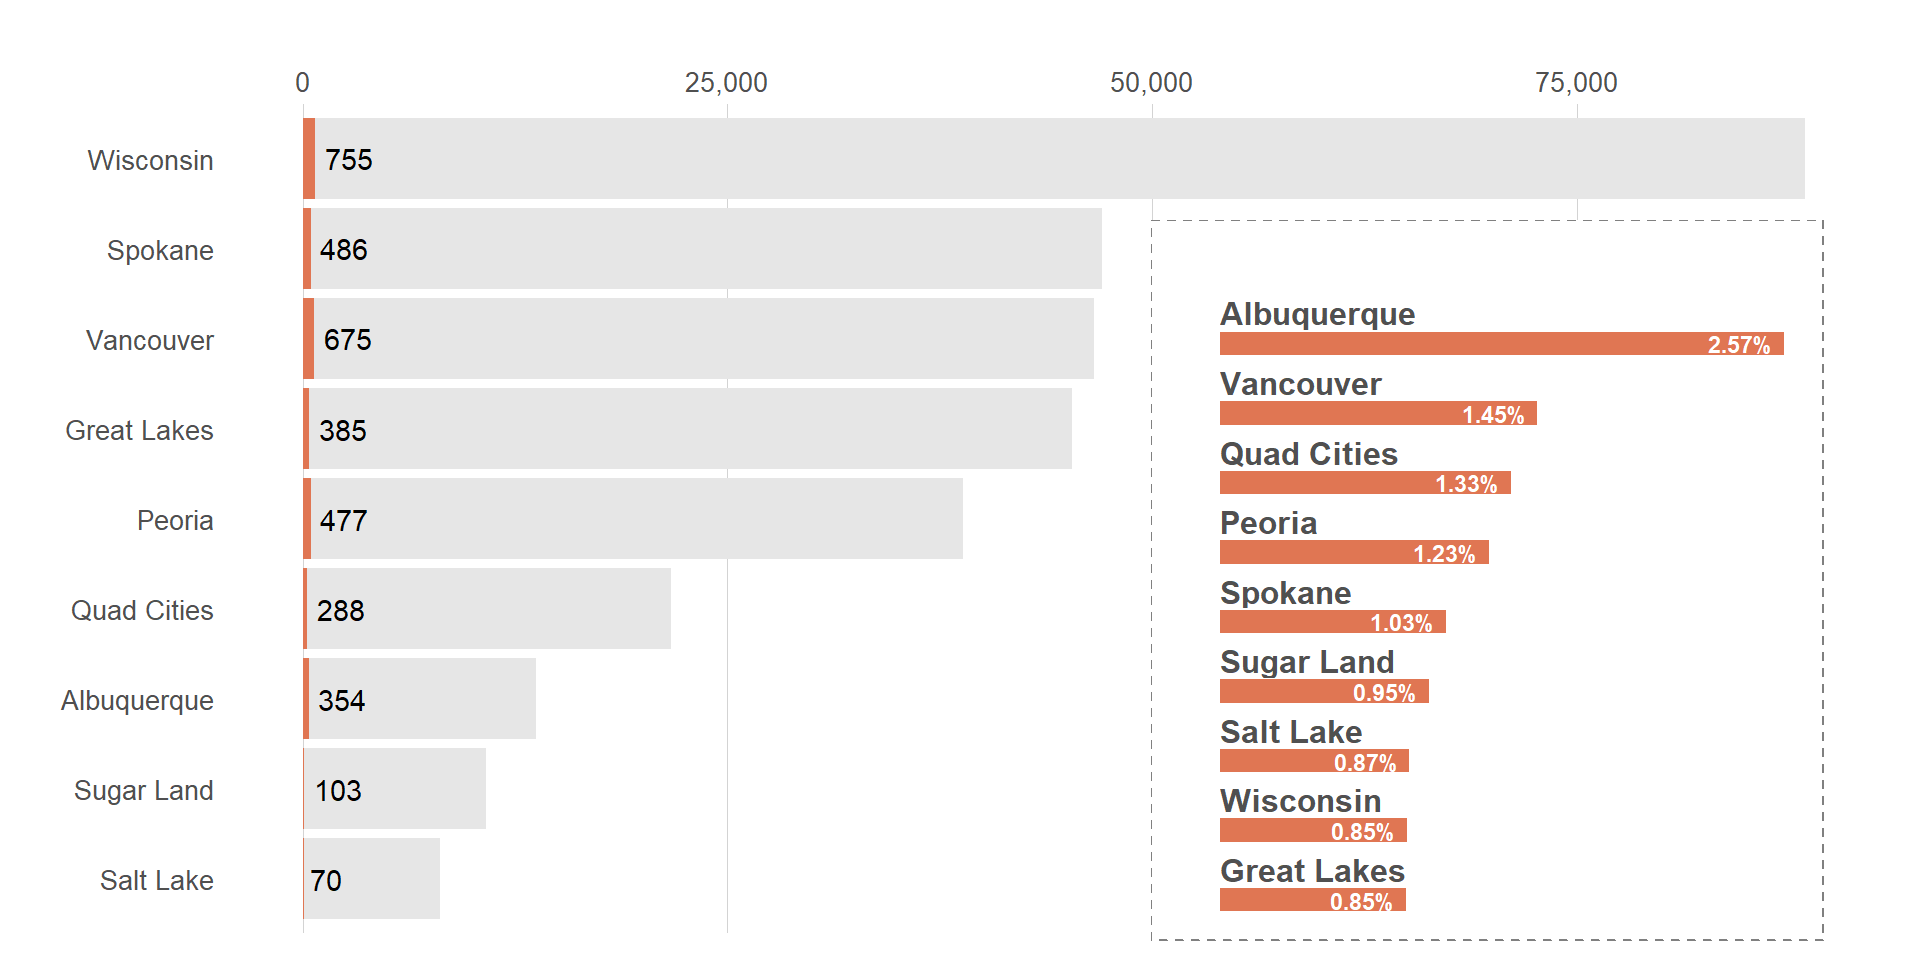 0 25,000 50,000 75,000
Wisconsin 755
Spokane 486
Vancouver 675
Great Lakes 385
Peoria 477
Quad Cities 288
Albuquerque 354
Sugar Land 103
Salt Lake 70
Albuquerque
2.57%
Vancouver
1.45%
Quad Cities
1.33%
Peoria
1.23%
Spokane
1.03%
Sugar Land
0.95%
Salt Lake
0.87%
Wisconsin
0.85%
Great Lakes
0.85%